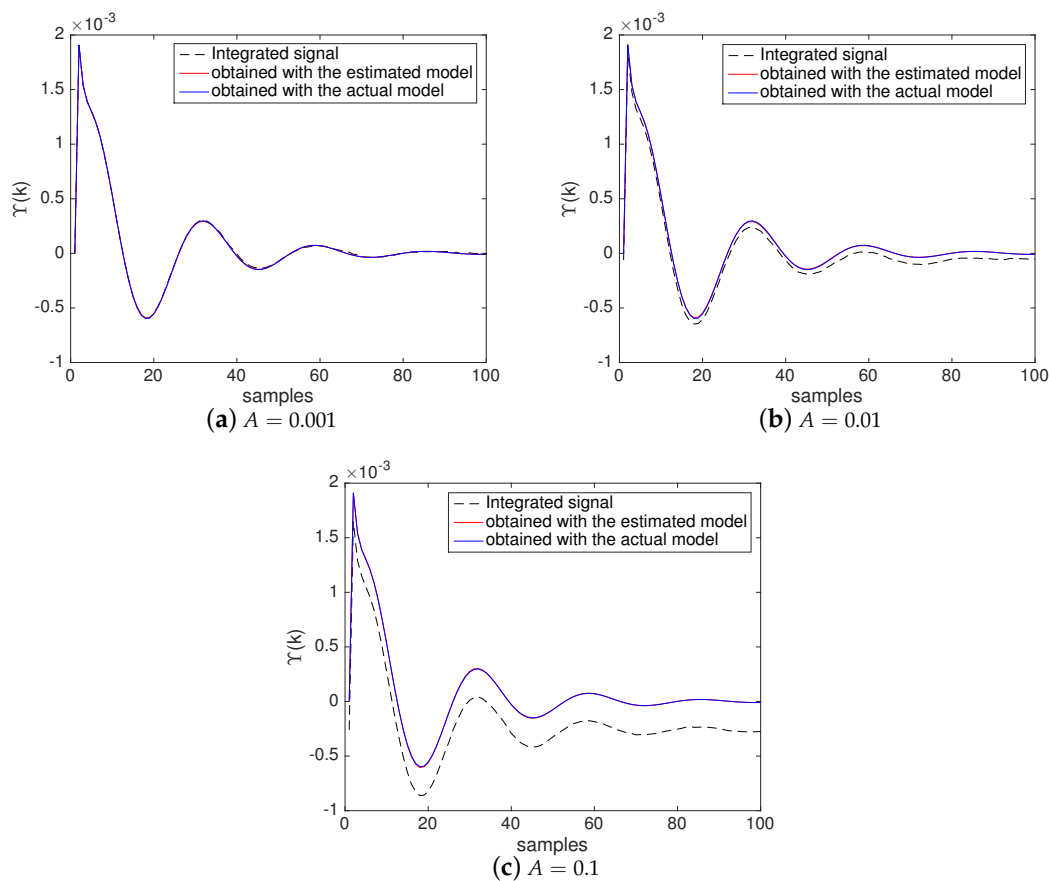 ×10⁻³
2
1.5
1
0.5
0
-0.5
-1
ϒ(k)
0 20 40 60 80 100
samples
Integrated signal
obtained with the estimated model
obtained with the actual model
(a) A = 0.001
×10⁻³
2
1.5
1
0.5
0
-0.5
-1
ϒ(k)
0 20 40 60 80 100
samples
Integrated signal
obtained with the estimated model
obtained with the actual model
(b) A = 0.01
×10⁻³
2
1.5
1
0.5
0
-0.5
-1
ϒ(k)
0 20 40 60 80 100
samples
Integrated signal
obtained with the estimated model
obtained with the actual model
(c) A = 0.1